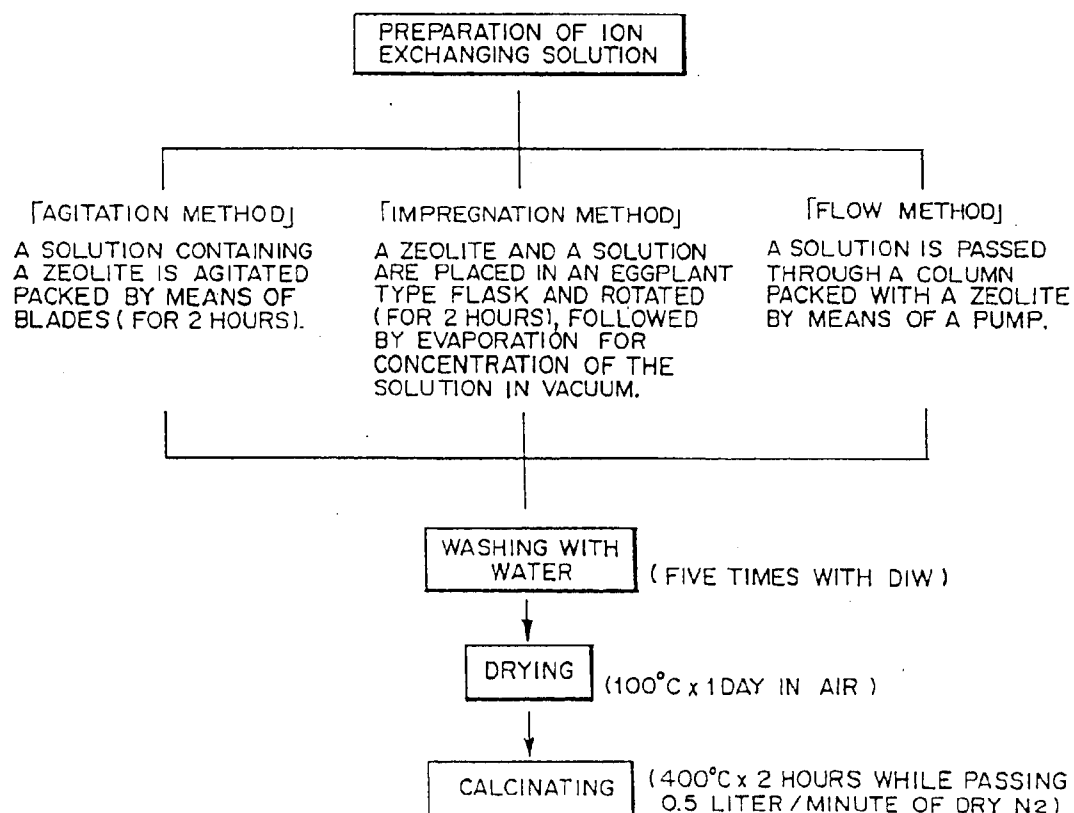 PREPARATION OF ION
EXCHANGING SOLUTION
「AGITATION METHOD」
A SOLUTION CONTAINING
A ZEOLITE IS AGITATED
PACKED BY MEANS OF
BLADES (FOR 2 HOURS).
「IMPREGNATION METHOD」
A ZEOLITE AND A SOLUTION
ARE PLACED IN AN EGGPLANT
TYPE FLASK AND ROTATED
(FOR 2 HOURS), FOLLOWED
BY EVAPORATION FOR
CONCENTRATION OF THE
SOLUTION IN VACUUM.
「FLOW METHOD」
A SOLUTION IS PASSED
THROUGH A COLUMN
PACKED WITH A ZEOLITE
BY MEANS OF A PUMP.
WASHING WITH
WATER
(FIVE TIMES WITH DIW)
DRYING
(100°C x 1 DAY IN AIR)
CALCINATING
(400°C x 2 HOURS WHILE PASSING
0.5 LITER/MINUTE OF DRY N2)